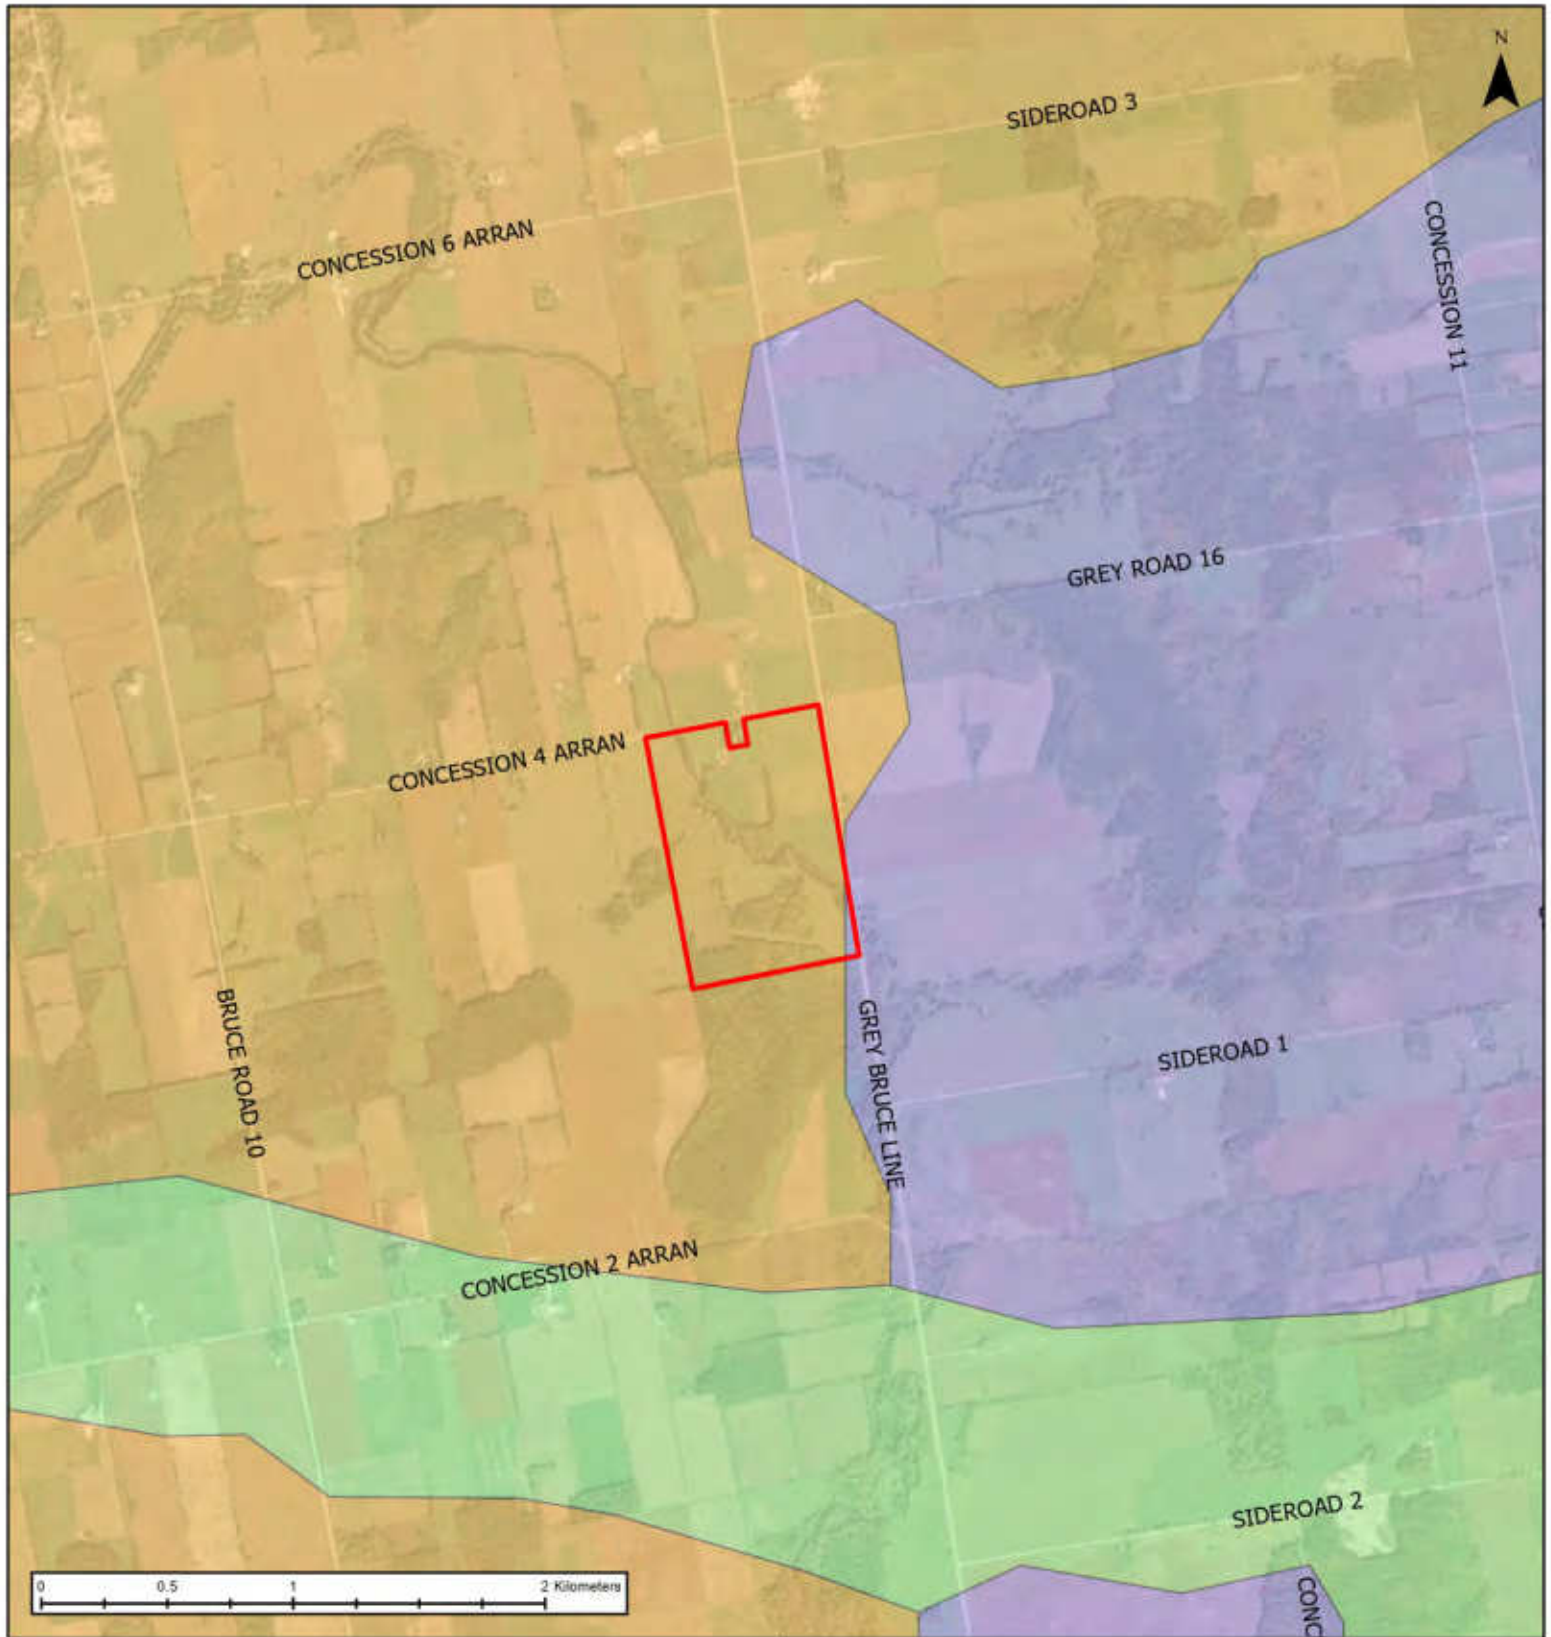 N
SIDEROAD 3
CONCESSION 6 ARRAN
CONCESSION 11
GREY ROAD 16
CONCESSION 4 ARRAN
BRUCE ROAD 10
GREY BRUCE LINE
SIDEROAD 1
CONCESSION 2 ARRAN
SIDEROAD 2
CONC
0 0.5 1 2 Kilometers